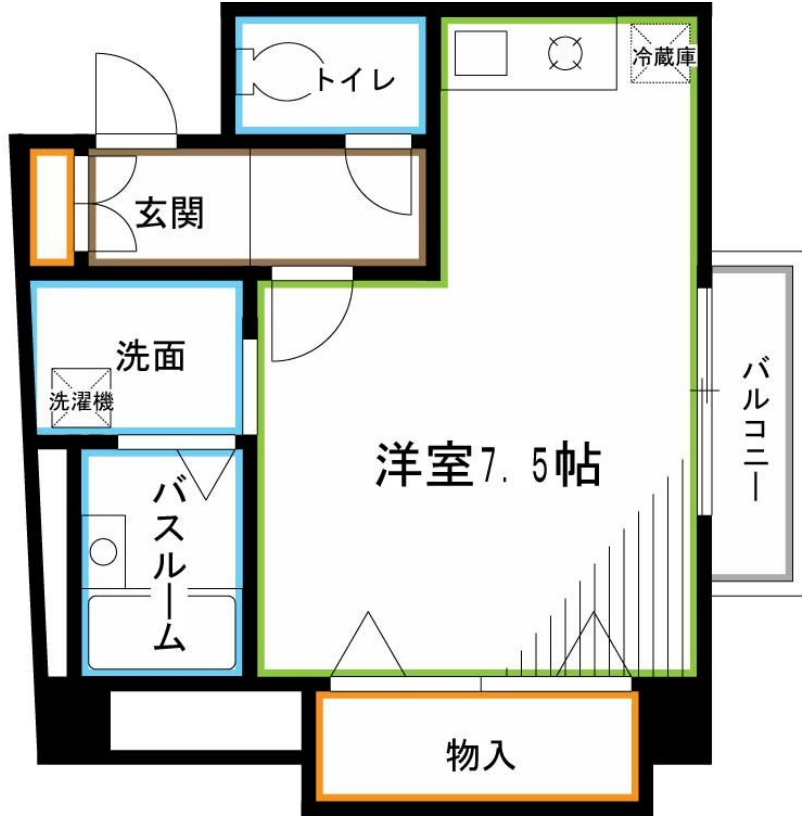 トイレ
冷蔵庫
玄関
洗面
洗濯機
洋室7.5帖
バルコニー
バスルーム
物入